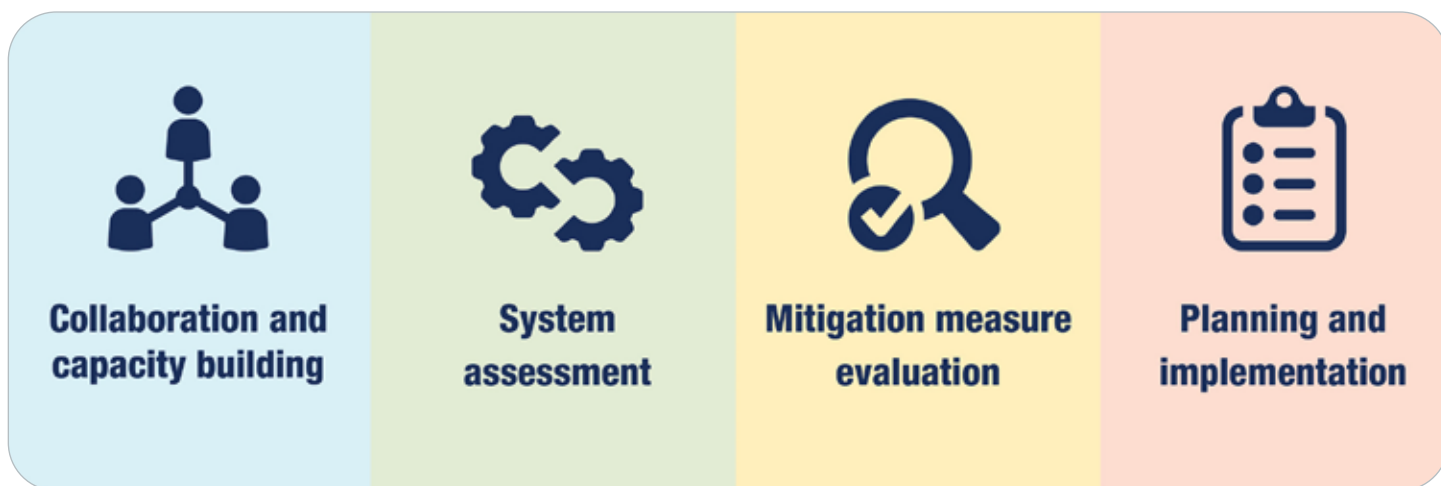 Collaboration and
capacity building
System
assessment
Mitigation measure
evaluation
Planning and
implementation